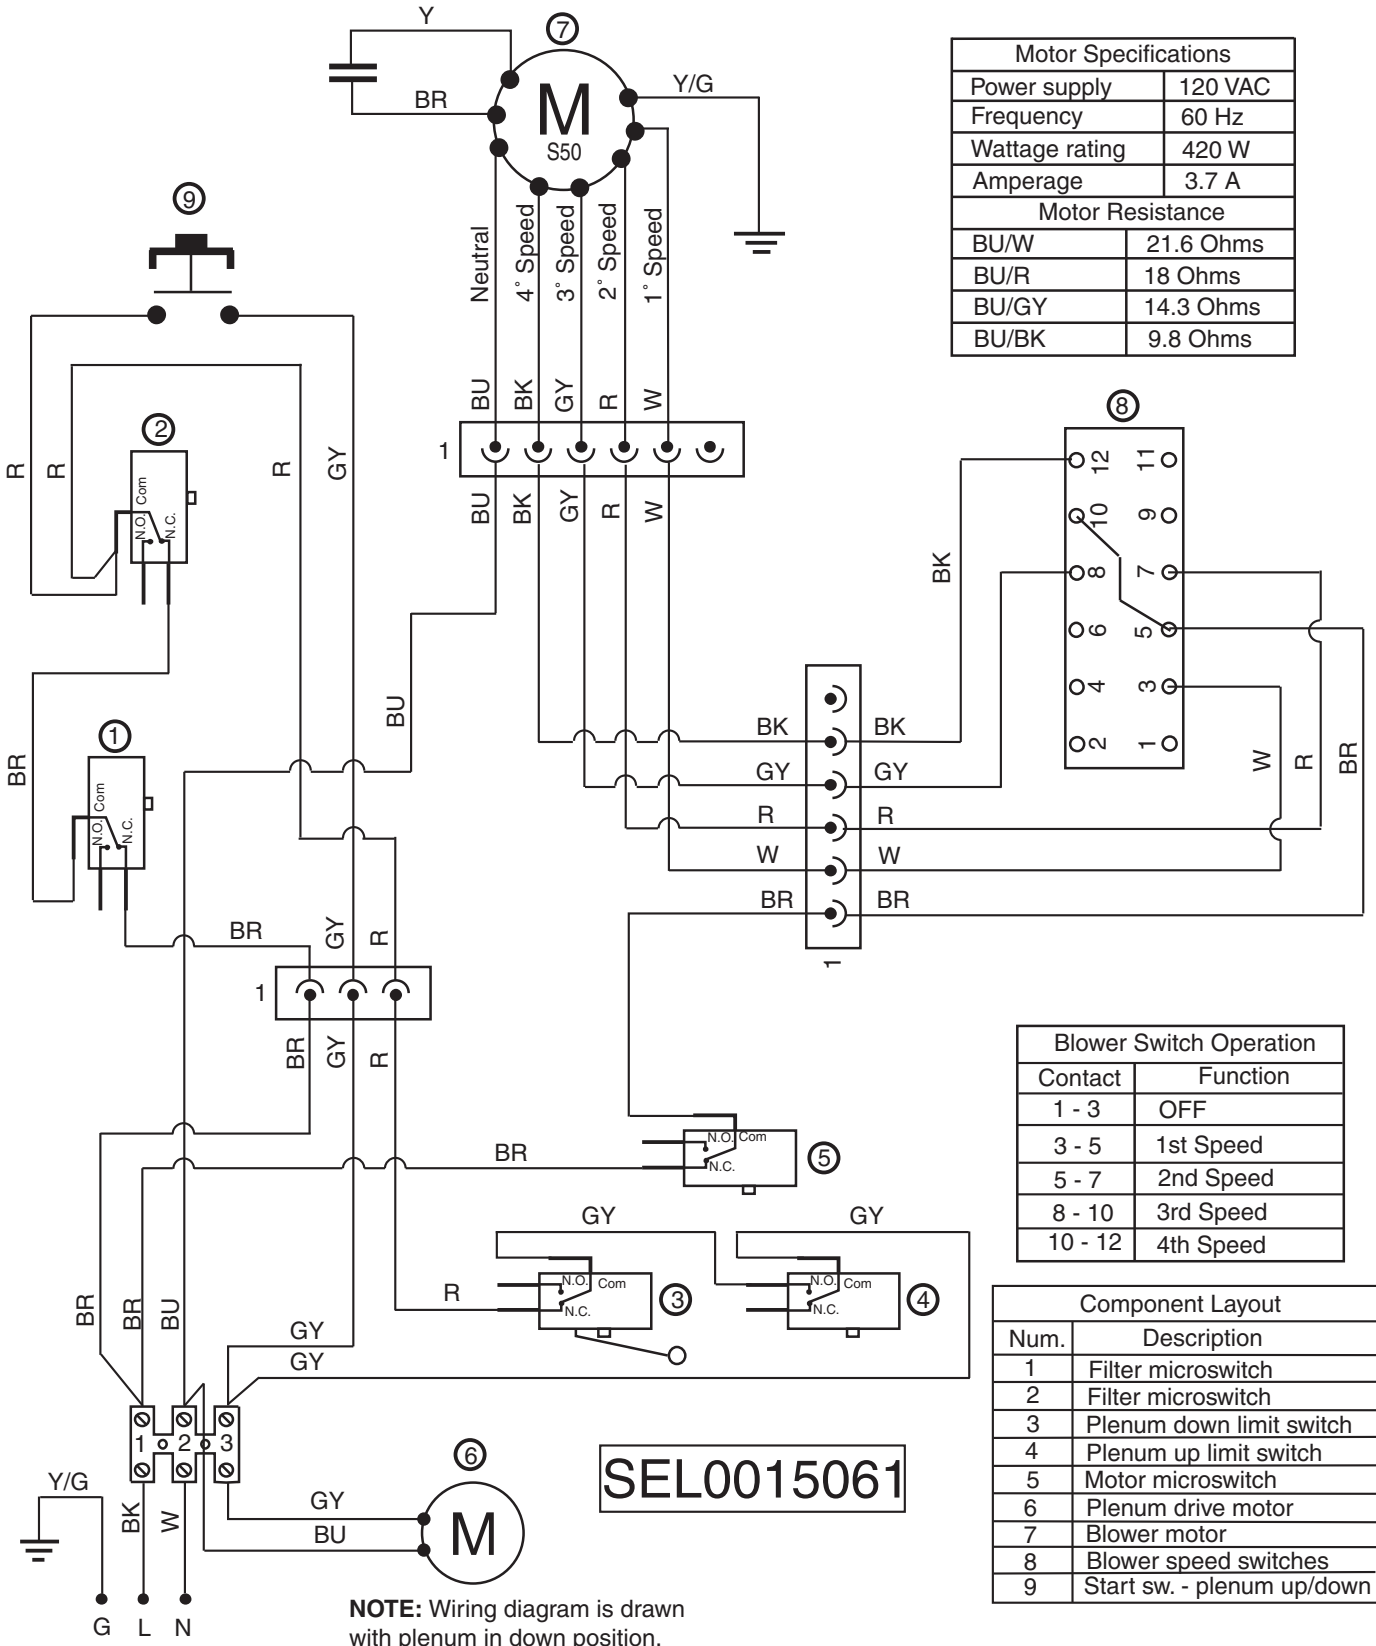 Y
7
BR
M
S50
Y/G
Motor Specifications
Power supply 120 VAC
Frequency 60 Hz
Wattage rating 420 W
Amperage 3.7 A
Motor Resistance
BU/W 21.6 Ohms
BU/R 18 Ohms
BU/GY 14.3 Ohms
BU/BK 9.8 Ohms
9
Neutral
4° Speed
3° Speed
2° Speed
1° Speed
BU BK GY R W
1
BU BK GY R W
R R R GY
2
Com
N.O.
N.C.
8
12 11
10 9
8 7
6 5
4 3
2 1
BK
BU
BR
1
Com
N.O.
N.C.
BK BK
GY GY
R R
W W
BR BR
1
W R BR
BR GY R
1
BR GY R
BR
N.O. Com
N.C.
5
Blower Switch Operation
Contact Function
1 - 3 OFF
3 - 5 1st Speed
5 - 7 2nd Speed
8 - 10 3rd Speed
10 - 12 4th Speed
GY GY
R
N.O. Com
N.C.
3
N.O. Com
N.C.
4
BR BR BU
GY
GY
1 2 3
Component Layout
Num. Description
1 Filter microswitch
2 Filter microswitch
3 Plenum down limit switch
4 Plenum up limit switch
5 Motor microswitch
6 Plenum drive motor
7 Blower motor
8 Blower speed switches
9 Start sw. - plenum up/down
6
SEL0015061
Y/G
BK W
GY
BU
M
G L N
NOTE: Wiring diagram is drawn
with plenum in down position.